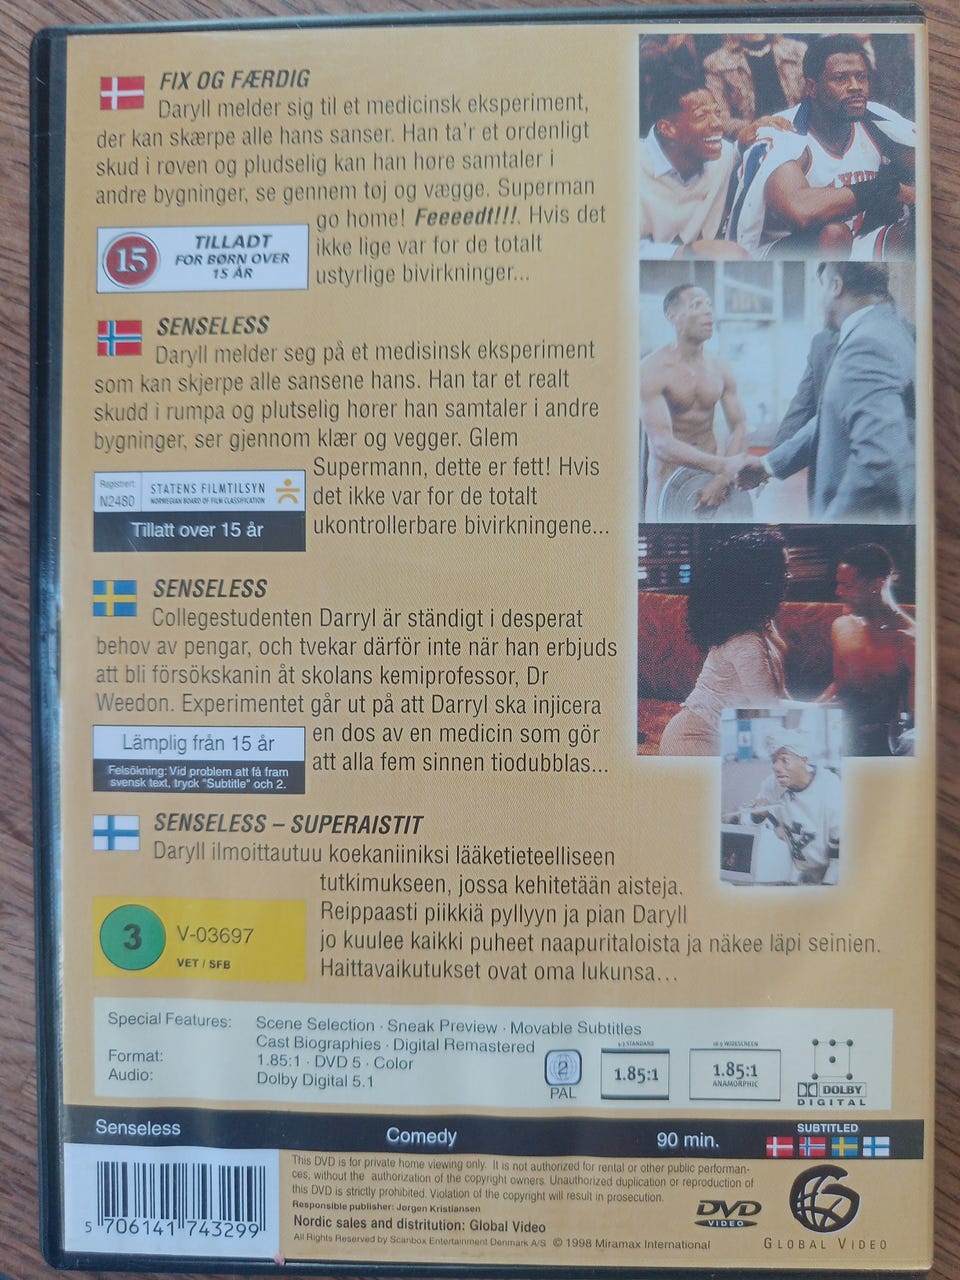 FIX OG FÆRDIG
Daryll melder sig til et medicinsk eksperiment,
der kan skærpe alle hans sanser. Han ta'r et ordenligt
skud i røven og pludselig kan han høre samtaler i
andre bygninger, se gennem tøj og vægge. Superman
go home! Feeeedt!!!. Hvis det
ikke lige var for de totalt
ustyrlige bivirkninger...
15
TILLADT
FOR BØRN OVER
15 ÅR
SENSELESS
Daryll melder seg på et medisinsk eksperiment
som kan skjerpe alle sansene hans. Han tar et realt
skudd i rumpa og plutselig hører han samtaler i andre
bygninger, ser gjennom klær og vegger. Glem
Supermann, dette er fett! Hvis
det ikke var for de totalt
ukontrollerbare bivirkningene...
Registrert
N2480
STATENS FILMTILSYN
NORWEGIAN BOARD OF FILM CLASSIFICATION
Tillatt over 15 år
SENSELESS
Collegestudenten Darryl är ständigt i desperat
behov av pengar, och tvekar därför inte när han erbjuds
att bli försökskanin åt skolans kemiprofessor, Dr
Weedon. Experimentet går ut på att Darryl ska injicera
en dos av en medicin som gör
att alla fem sinnen tiodubblas...
Lämplig från 15 år
Felsökning: Vid problem att få fram
svensk text, tryck "Subtitle" och 2.
SENSELESS – SUPERAISTIT
Daryll ilmoittautuu koekaniiniksi lääketieteelliseen
tutkimukseen, jossa kehitetään aisteja.
Reippaasti piikkiä pyllyyn ja pian Daryll
jo kuulee kaikki puheet naapuritaloista ja näkee läpi seinien.
Haittavaikutukset ovat oma lukunsa...
3
V-03697
VET / SFB
Special Features: Scene Selection · Sneak Preview · Movable Subtitles
Cast Biographies · Digital Remastered
Format: 1.85:1 · DVD 5 · Color
Audio: Dolby Digital 5.1
2
PAL
4:3 STANDARD
1.85:1
16:9 WIDESCREEN
1.85:1
ANAMORPHIC
DOLBY
DIGITAL
Senseless
Comedy
90 min.
SUBTITLED
This DVD is for private home viewing only. It is not authorized for rental or other public performan-
ces, without the authorization of the copyright owners. Unauthorized duplication or reproduction of
this DVD is strictly prohibited. Violation of the copyright will result in prosecution.
Responsible publisher: Jorgen Kristiansen
Nordic sales and distritution: Global Video
All Rights Reserved by Scanbox Entertainment Denmark A/S © 1998 Miramax International
5 706141 743299
DVD
VIDEO
GLOBAL VIDEO